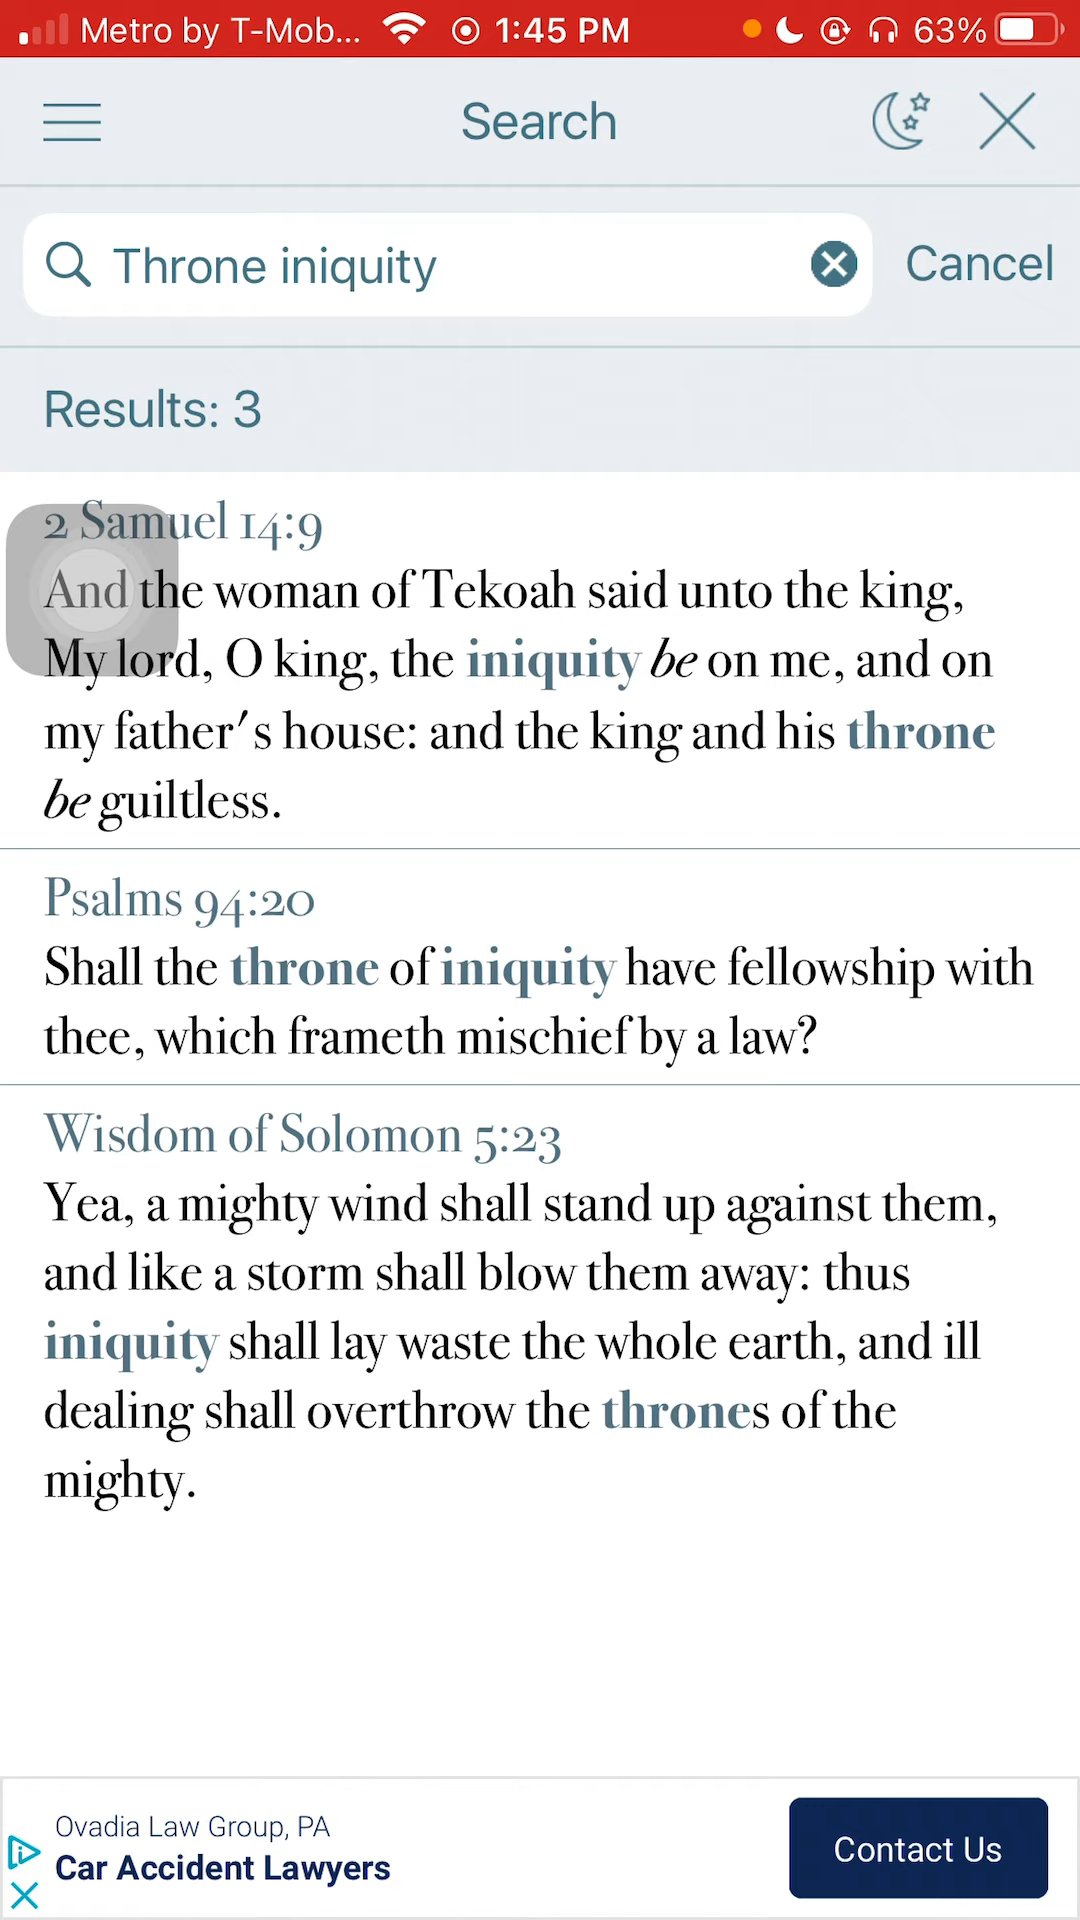 Metro by T-Mob... 1:45 PM 63%
Search
Throne iniquity
Cancel
Results: 3
2 Samuel 14:9
And the woman of Tekoah said unto the king,
My lord, O king, the iniquity be on me, and on
my father's house: and the king and his throne
be guiltless.
Psalms 94:20
Shall the throne of iniquity have fellowship with
thee, which frameth mischief by a law?
Wisdom of Solomon 5:23
Yea, a mighty wind shall stand up against them,
and like a storm shall blow them away: thus
iniquity shall lay waste the whole earth, and ill
dealing shall overthrow the thrones of the
mighty.
Ovadia Law Group, PA
Car Accident Lawyers
Contact Us